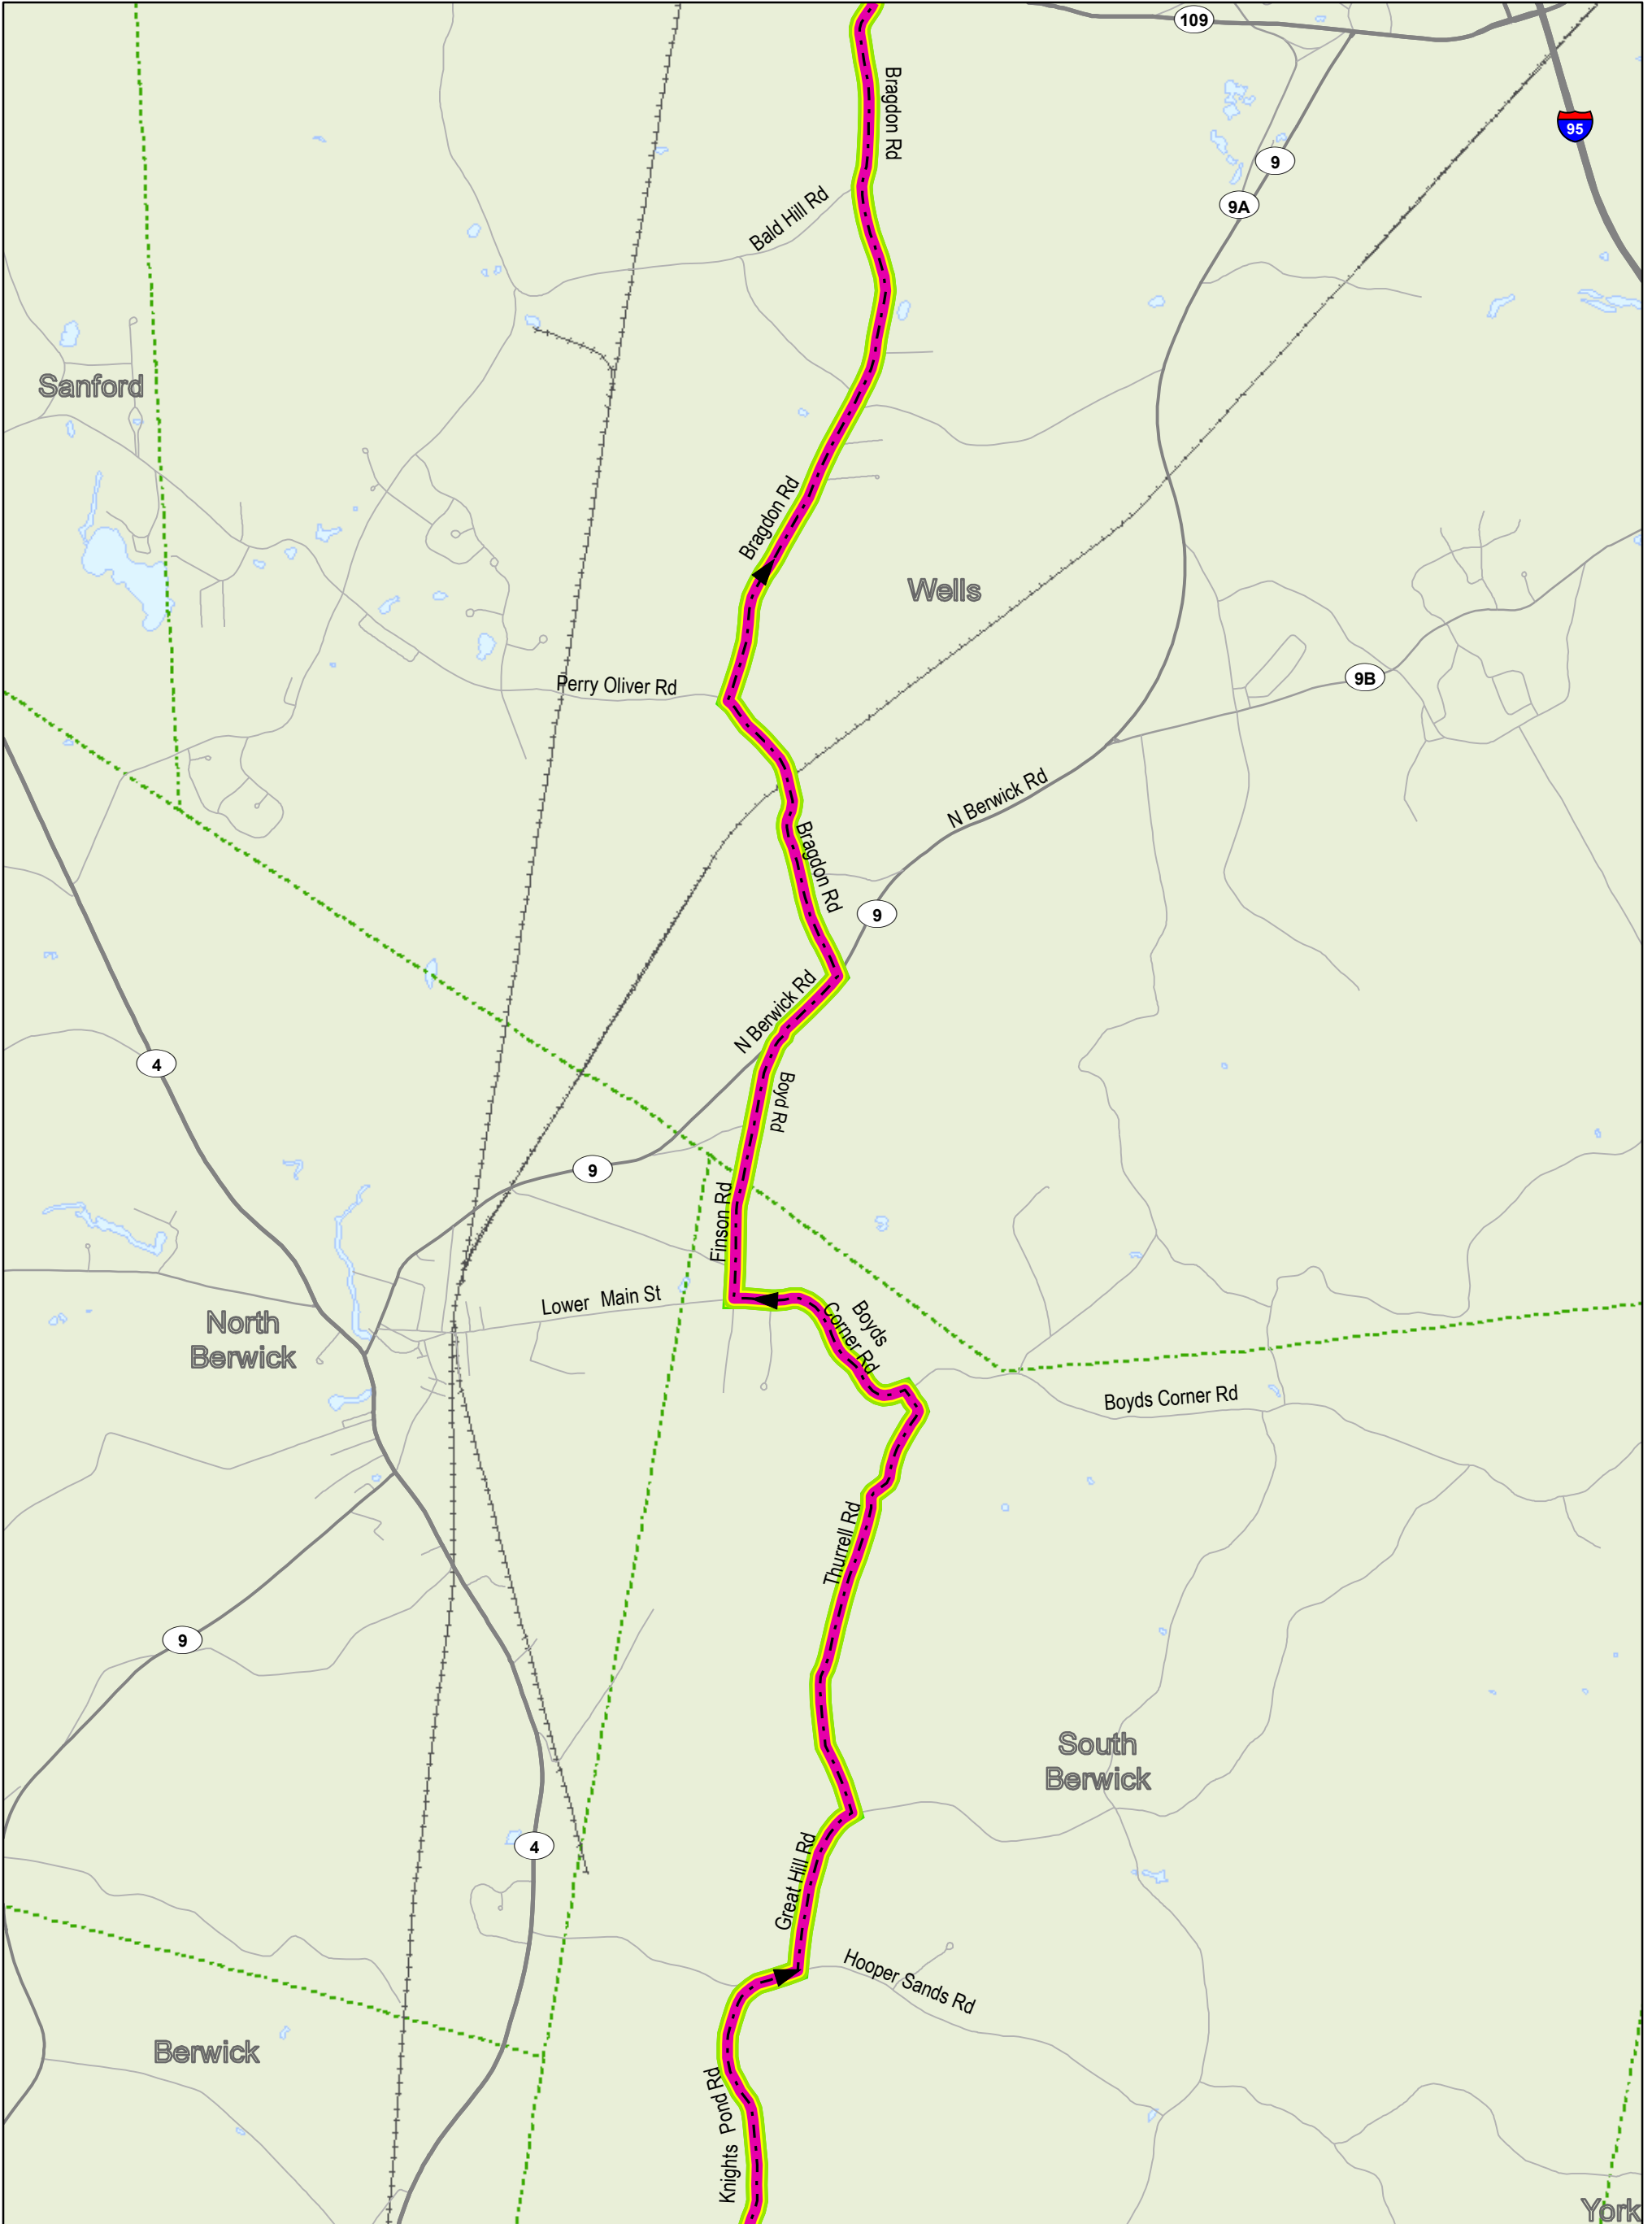 109
Bragdon Rd
95
9
9A
Bald Hill Rd
Sanford
Bragdon Rd
Wells
Perry Oliver Rd
9B
N Berwick Rd
Bragdon Rd
9
N Berwick Rd
4
Boyd Rd
9
Finson Rd
Lower Main St
Boyds
Corner Rd
North
Berwick
Boyds Corner Rd
Thurrell Rd
9
South
Berwick
4
Great Hill Rd
Hooper Sands Rd
Berwick
Knights Pond Rd
York